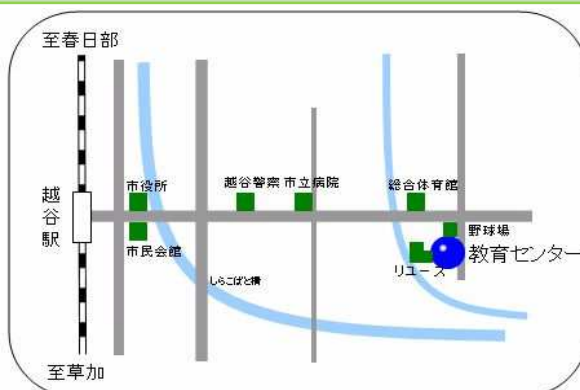 至春日部
越谷駅
市役所
市民会館
越谷警察
市立病院
総合体育館
野球場
教育センター
リユース
しらこばと橋
至草加